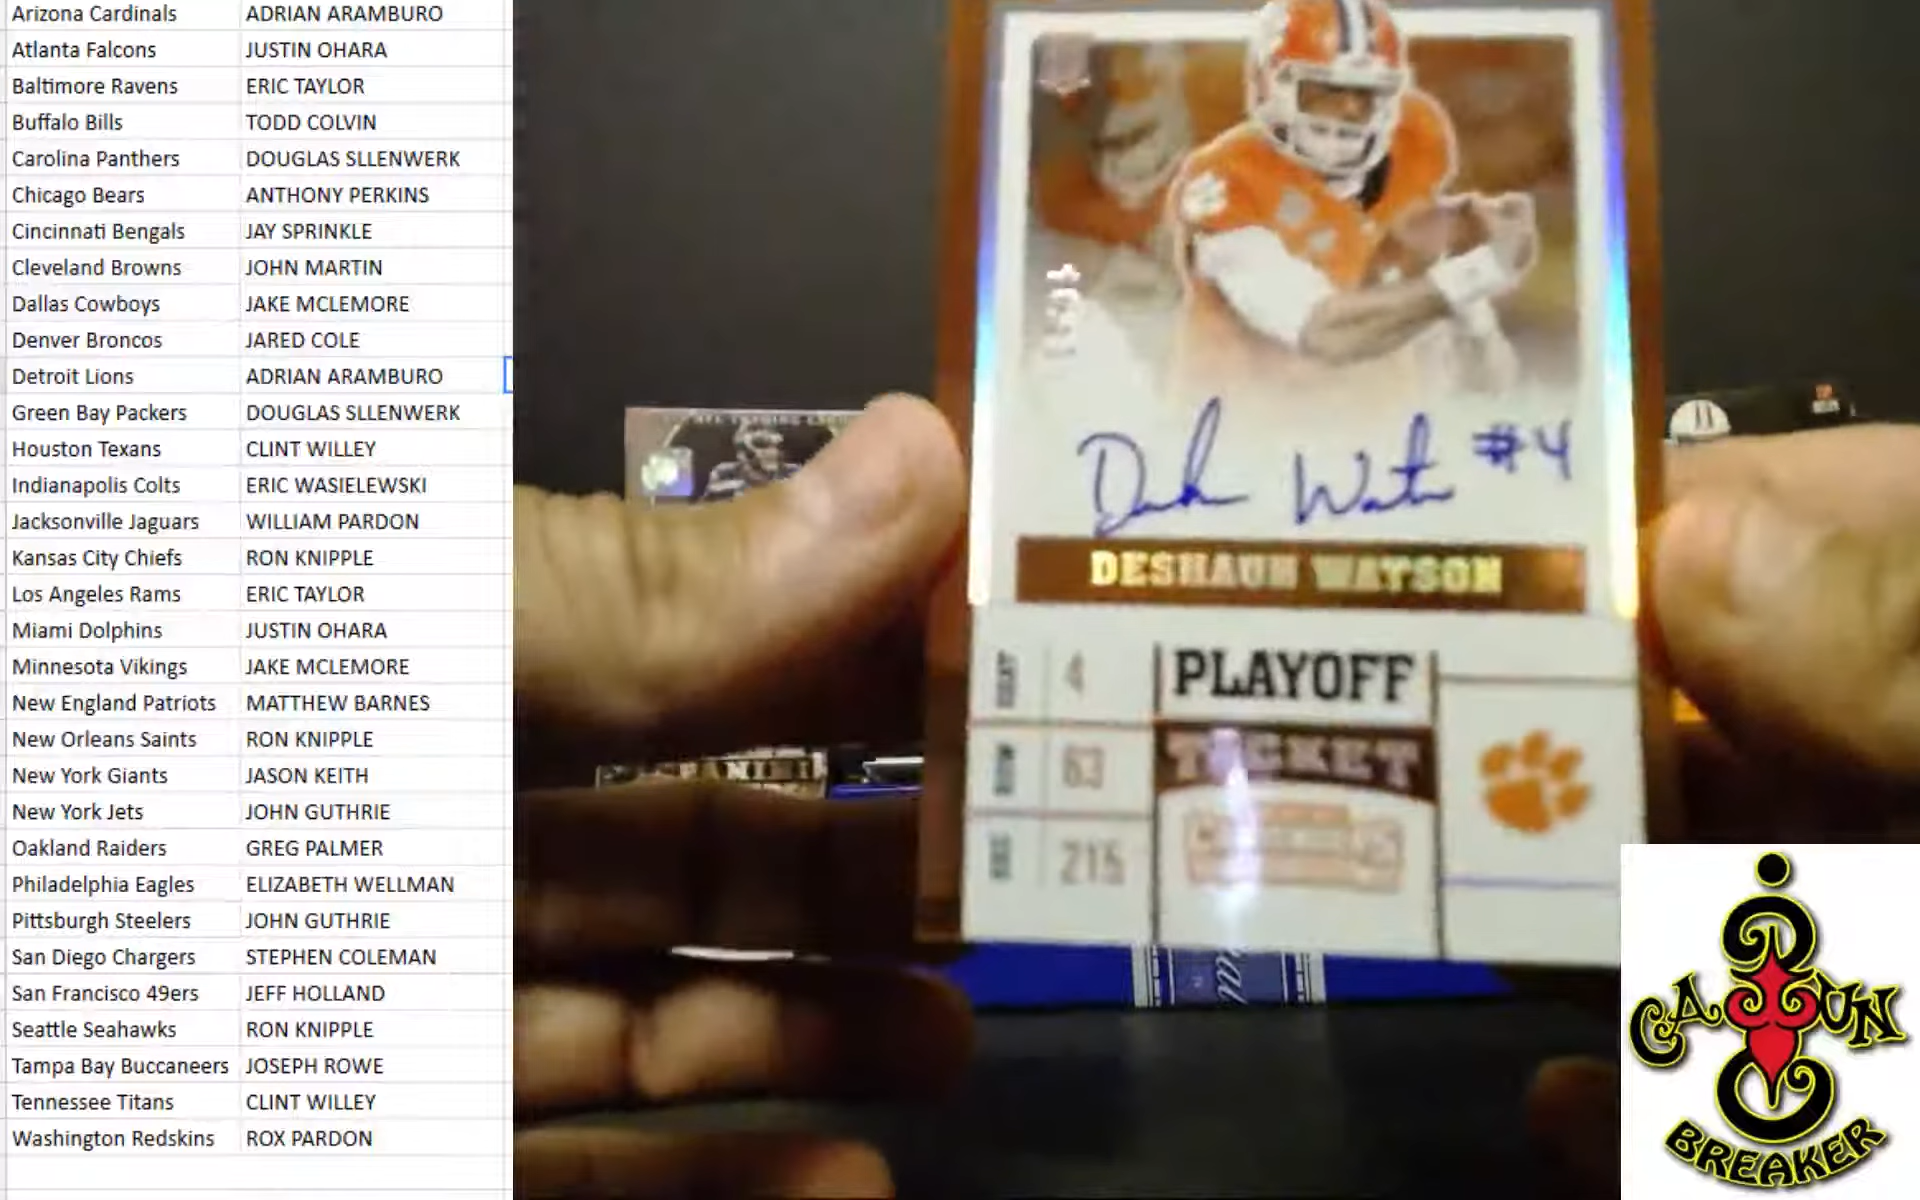 Arizona Cardinals ADRIAN ARAMBURO
Atlanta Falcons JUSTIN OHARA
Baltimore Ravens ERIC TAYLOR
Buffalo Bills TODD COLVIN
Carolina Panthers DOUGLAS SLLENWERK
Chicago Bears ANTHONY PERKINS
Cincinnati Bengals JAY SPRINKLE
Cleveland Browns JOHN MARTIN
Dallas Cowboys JAKE MCLEMORE
Denver Broncos JARED COLE
Detroit Lions ADRIAN ARAMBURO
Green Bay Packers DOUGLAS SLLENWERK
Houston Texans CLINT WILLEY
Indianapolis Colts ERIC WASIELEWSKI
Jacksonville Jaguars WILLIAM PARDON
Kansas City Chiefs RON KNIPPLE
Los Angeles Rams ERIC TAYLOR
Miami Dolphins JUSTIN OHARA
Minnesota Vikings JAKE MCLEMORE
New England Patriots MATTHEW BARNES
New Orleans Saints RON KNIPPLE
New York Giants JASON KEITH
New York Jets JOHN GUTHRIE
Oakland Raiders GREG PALMER
Philadelphia Eagles ELIZABETH WELLMAN
Pittsburgh Steelers JOHN GUTHRIE
San Diego Chargers STEPHEN COLEMAN
San Francisco 49ers JEFF HOLLAND
Seattle Seahawks RON KNIPPLE
Tampa Bay Buccaneers JOSEPH ROWE
Tennessee Titans CLINT WILLEY
Washington Redskins ROX PARDON
#4
DESHAUN WATSON
SEAT 4
PLAYOFF
ROW 63
TICKET
215
PANINI
CAJUN
BREAKER